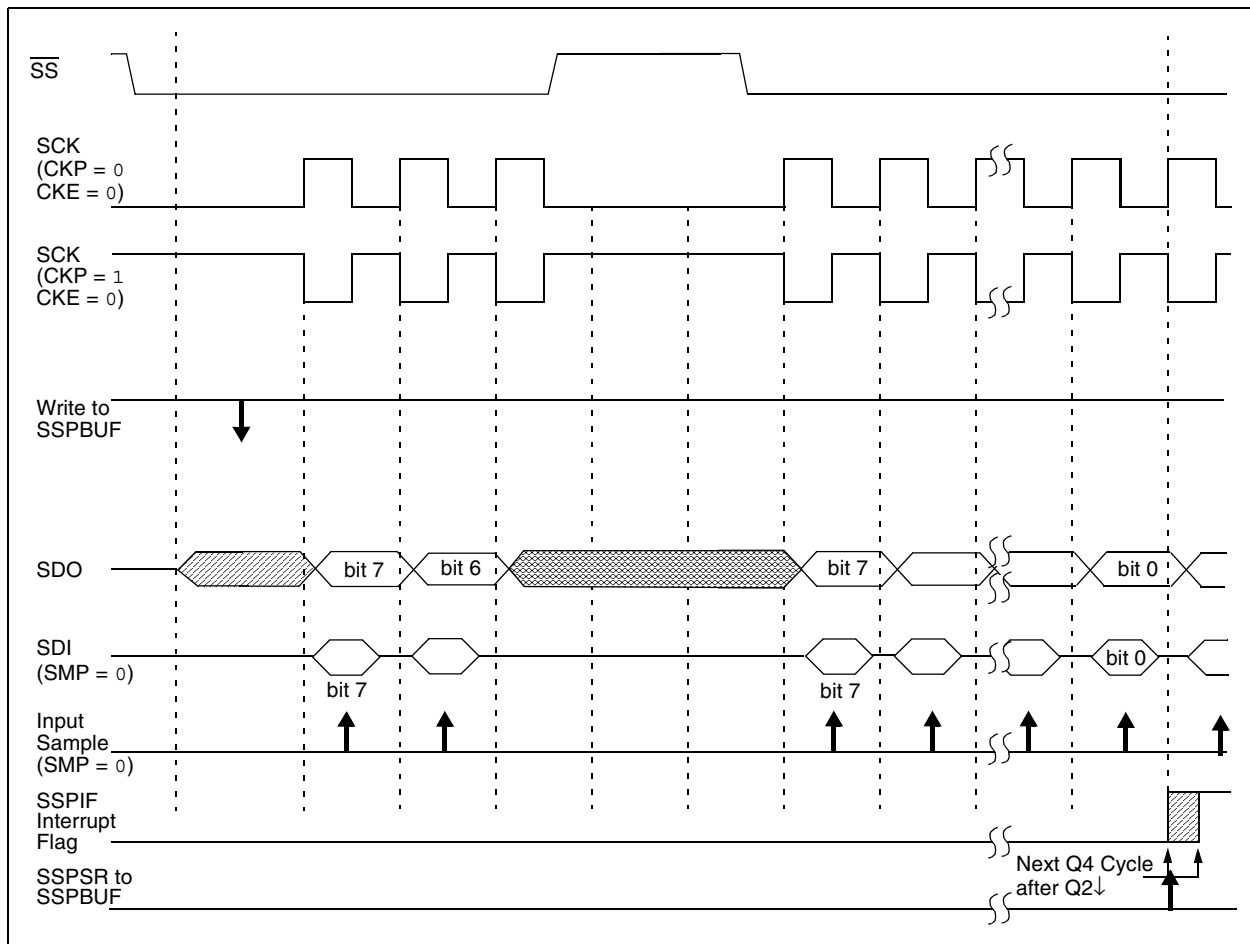 SS
SCK
(CKP = 0
CKE = 0)
SCK
(CKP = 1
CKE = 0)
Write to
SSPBUF
SDO
bit 7
bit 6
bit 7
bit 0
SDI
(SMP = 0)
bit 7
bit 7
bit 0
Input
Sample
(SMP = 0)
SSPIF
Interrupt
Flag
SSPSR to
SSPBUF
Next Q4 Cycle
after Q2↓